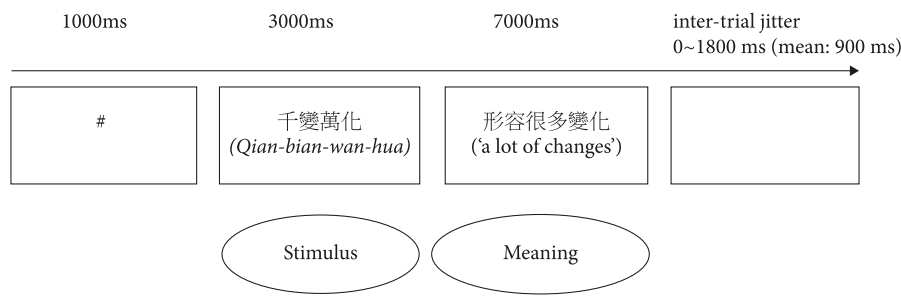 1000ms
3000ms
7000ms
inter-trial jitter
0~1800 ms (mean: 900 ms)
#
千變萬化
(Qian-bian-wan-hua)
形容很多變化
(‘a lot of changes’)
Stimulus
Meaning